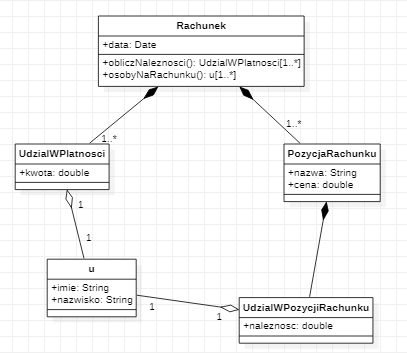 Rachunek
+data: Date
+obliczNaleznosci(): UdzialWPlatnosci[1..*]
+osobyNaRachunku(): u[1..*]
1..*
1..*
UdzialWPlatnosci
+kwota: double
PozycjaRachunku
+nazwa: String
+cena: double
1
1
u
+imie: String
+nazwisko: String
1
1
UdzialWPozycjiRachunku
+naleznosc: double